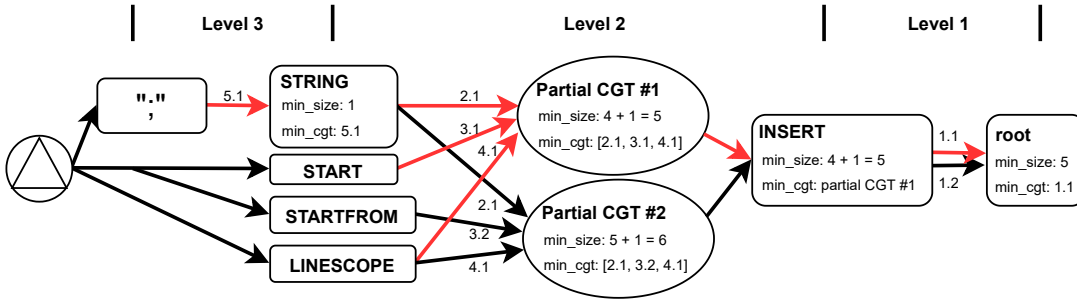 Level 3
Level 2
Level 1
";"
5.1
STRING
min_size: 1
min_cgt: 5.1
START
STARTFROM
LINESCOPE
2.1
3.1
4.1
2.1
3.2
4.1
Partial CGT #1
min_size: 4 + 1 = 5
min_cgt: [2.1, 3.1, 4.1]
Partial CGT #2
min_size: 5 + 1 = 6
min_cgt: [2.1, 3.2, 4.1]
INSERT
min_size: 4 + 1 = 5
min_cgt: partial CGT #1
1.1
1.2
root
min_size: 5
min_cgt: 1.1